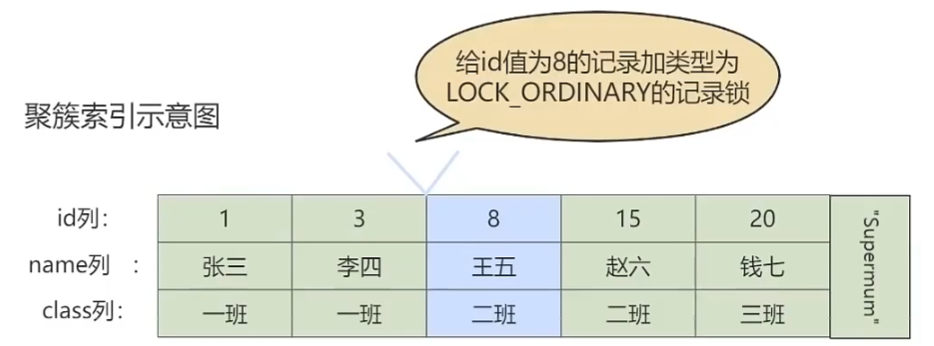 给id值为8的记录加类型为
LOCK_ORDINARY的记录锁
聚簇索引示意图
id列： 1 3 8 15 20 "Supermum"
name列 ： 张三 李四 王五 赵六 钱七
class列： 一班 一班 二班 二班 三班